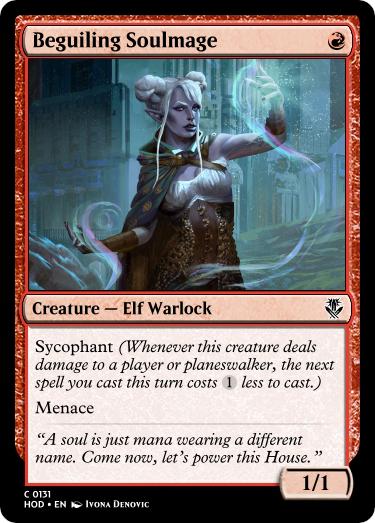 Beguiling Soulmage
Creature — Elf Warlock
Sycophant (Whenever this creature deals
damage to a player or planeswalker, the next
spell you cast this turn costs 1 less to cast.)
Menace
“A soul is just mana wearing a different
name. Come now, let’s power this House.”
1/1
C 0131
HOD • EN Ivona Denovic